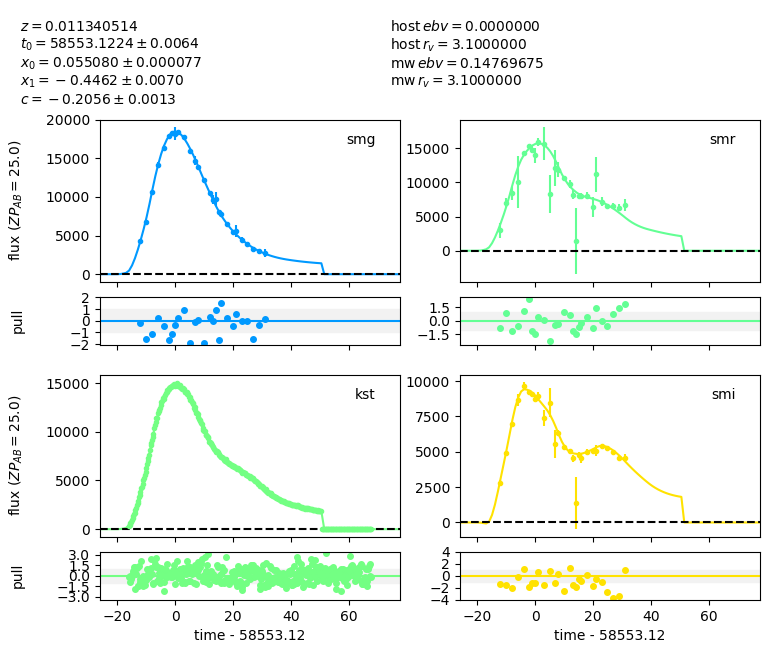 z = 0.011340514
t0 = 58553.1224 ± 0.0064
x0 = 0.055080 ± 0.000077
x1 = −0.4462 ± 0.0070
c = −0.2056 ± 0.0013
host ebv = 0.0000000
host rv = 3.1000000
mw ebv = 0.14769675
mw rv = 3.1000000
flux (ZPAB = 25.0)
20000
15000
10000
5000
0
smg
15000
10000
5000
0
smr
pull
2
1
0
−1
−2
1.5
0.0
−1.5
flux (ZPAB = 25.0)
15000
10000
5000
0
kst
10000
7500
5000
2500
0
smi
pull
3.0
1.5
0.0
−1.5
−3.0
4
2
0
−2
−4
−20 0 20 40 60
−20 0 20 40 60
time - 58553.12
time - 58553.12